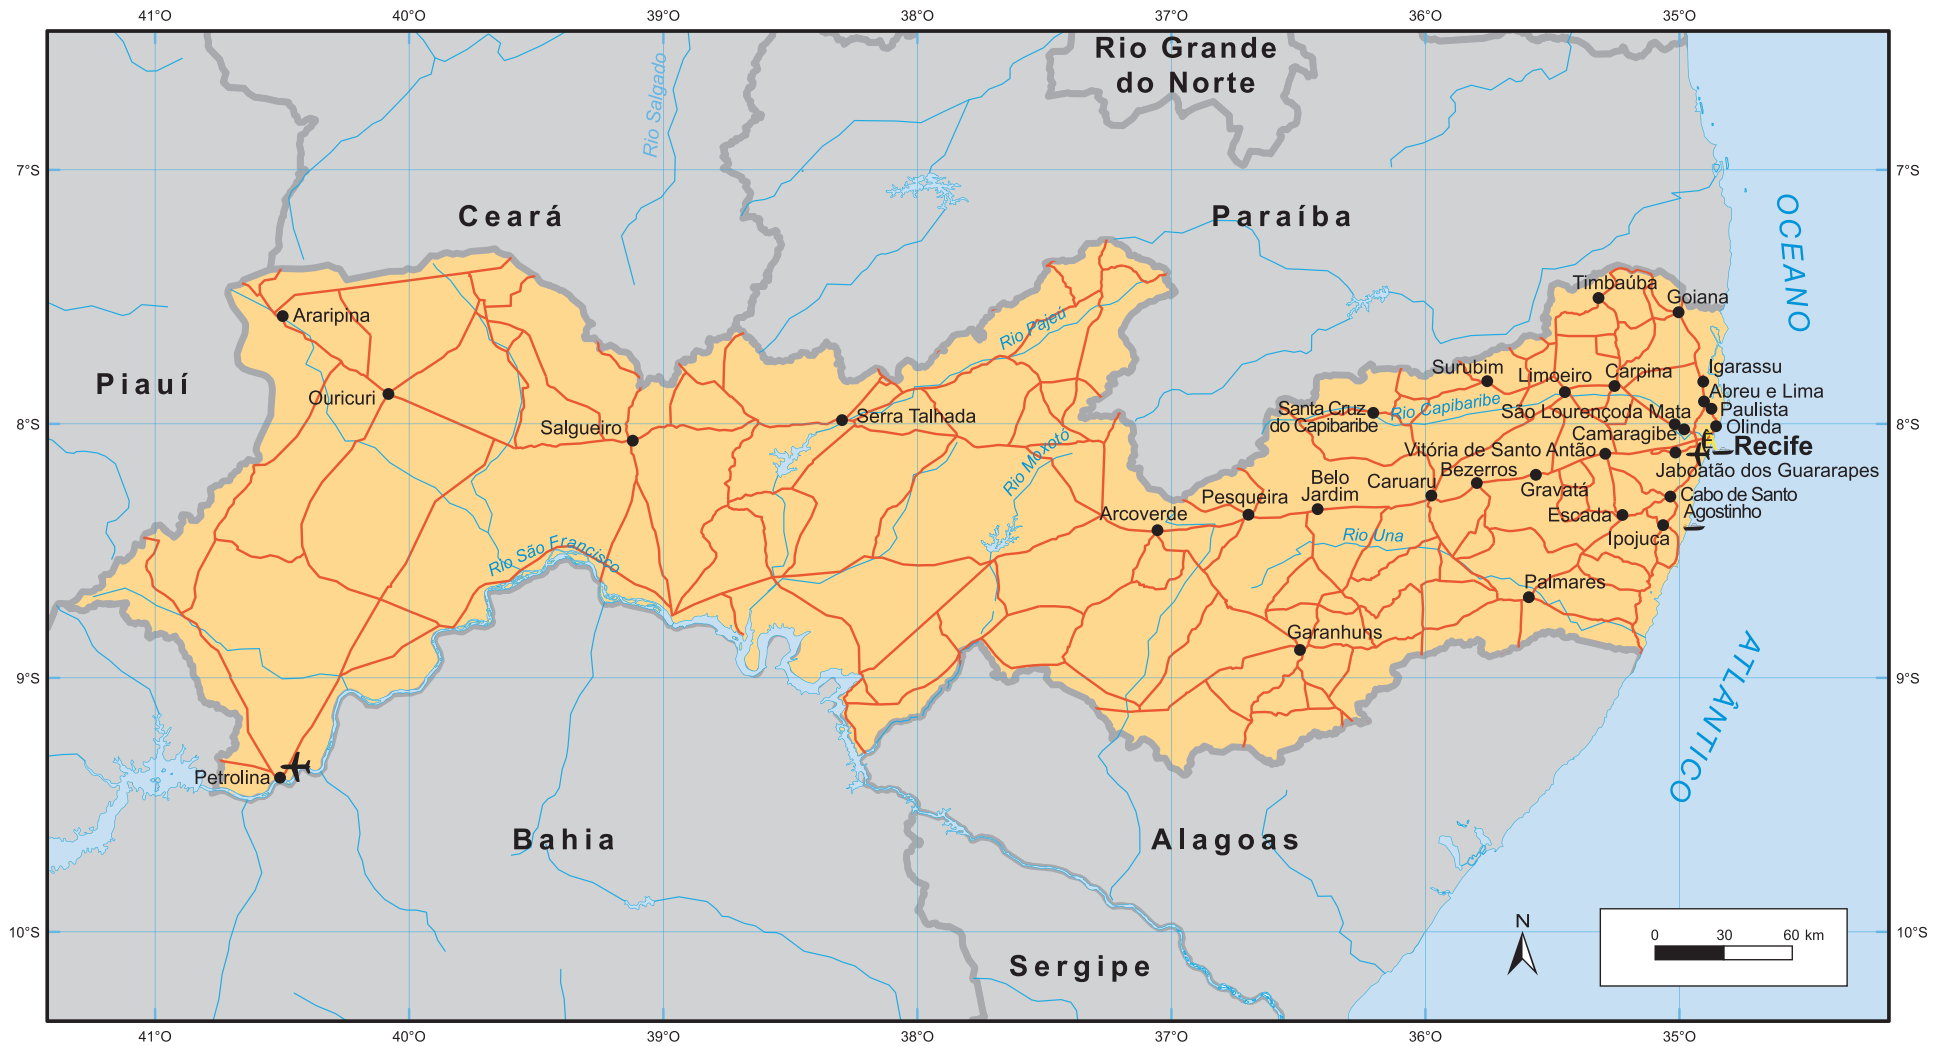 41°O 40°O 39°O 38°O 37°O 36°O 35°O
Rio Grande
do Norte
Rio Salgado
7°S 7°S
Ceará
Paraíba
OCEANO
Timbaúba
Goiana
Araripina
Rio Pajeú
Piauí
Surubim
Limoeiro
Carpina
Igarassu
Abreu e Lima
Ouricuri
Rio Capibaribe
Santa Cruz
do Capibaribe
São Lourençoda Mata
Paulista
Serra Talhada
8°S 8°S
Salgueiro
Olinda
Camaragibe
E
Recife
Rio Moxotó
Vitória de Santo Antão
Bezerros
Jaboatão dos Guararapes
Belo
Jardim
Caruaru
Gravatá
Pesqueira
Cabo de Santo
Agostinho
Arcoverde
Escada
Ipojuca
Rio Una
Rio São Francisco
Palmares
Garanhuns
9°S 9°S
ATLÂNTICO
Petrolina
Bahia
Alagoas
10°S 10°S
N
0 30 60 km
Sergipe
41°O 40°O 39°O 38°O 37°O 36°O 35°O